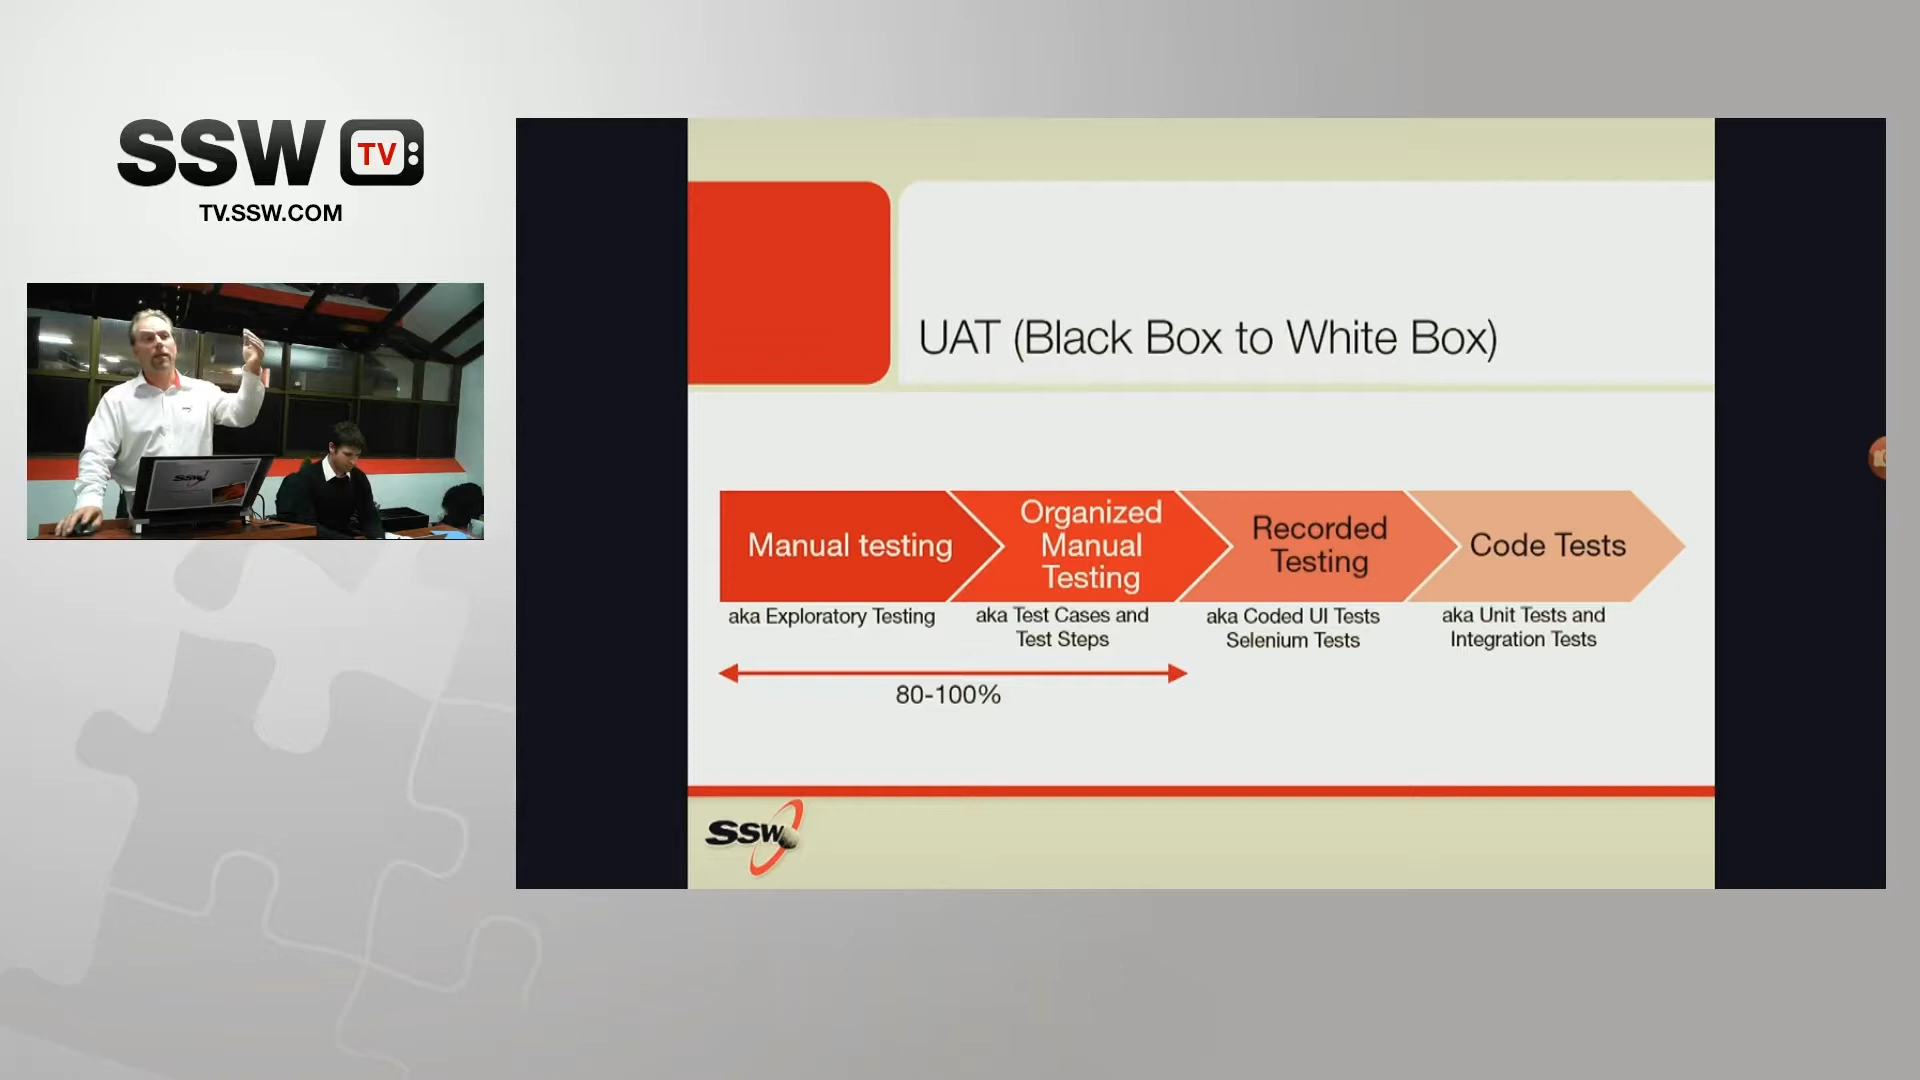 SSW TV:
TV.SSW.COM
SSW
UAT (Black Box to White Box)
Manual testing
aka Exploratory Testing
Organized
Manual
Testing
aka Test Cases and
Test Steps
Recorded
Testing
aka Coded UI Tests
Selenium Tests
Code Tests
aka Unit Tests and
Integration Tests
80-100%
SSW